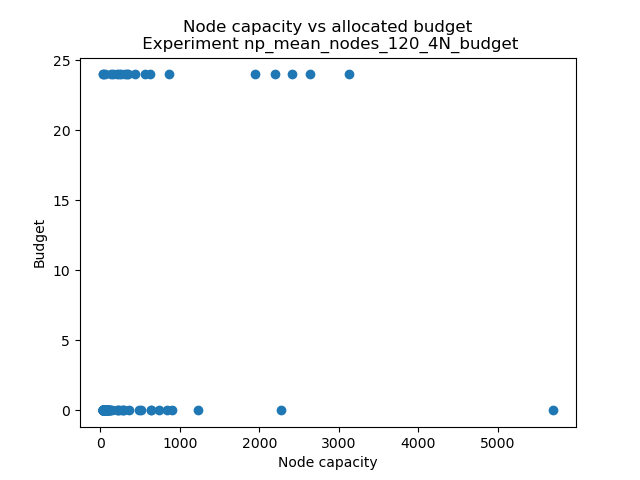 Node capacity vs allocated budget
Experiment np_mean_nodes_120_4N_budget
25
20
15
10
5
0
Budget
0 1000 2000 3000 4000 5000
Node capacity